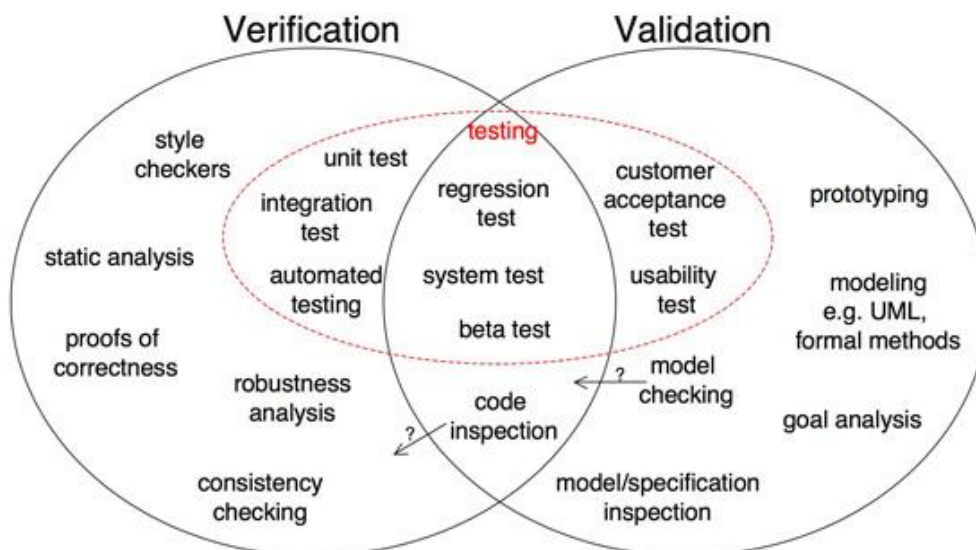 Verification
Validation
testing
style
checkers
unit test
integration
test
automated
testing
static analysis
proofs of
correctness
robustness
analysis
consistency
checking
regression
test
system test
beta test
code
inspection
?
customer
acceptance
test
usability
test
model
checking
?
prototyping
modeling
e.g. UML,
formal methods
goal analysis
model/specification
inspection